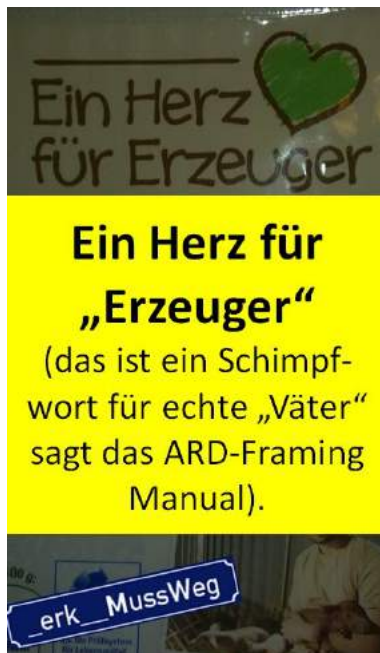 Ein Herz
für Erzeuger
Ein Herz für
„Erzeuger“
(das ist ein Schimpf-
wort für echte „Väter“
sagt das ARD-Framing
Manual).
00 g:
_erk__MussWeg